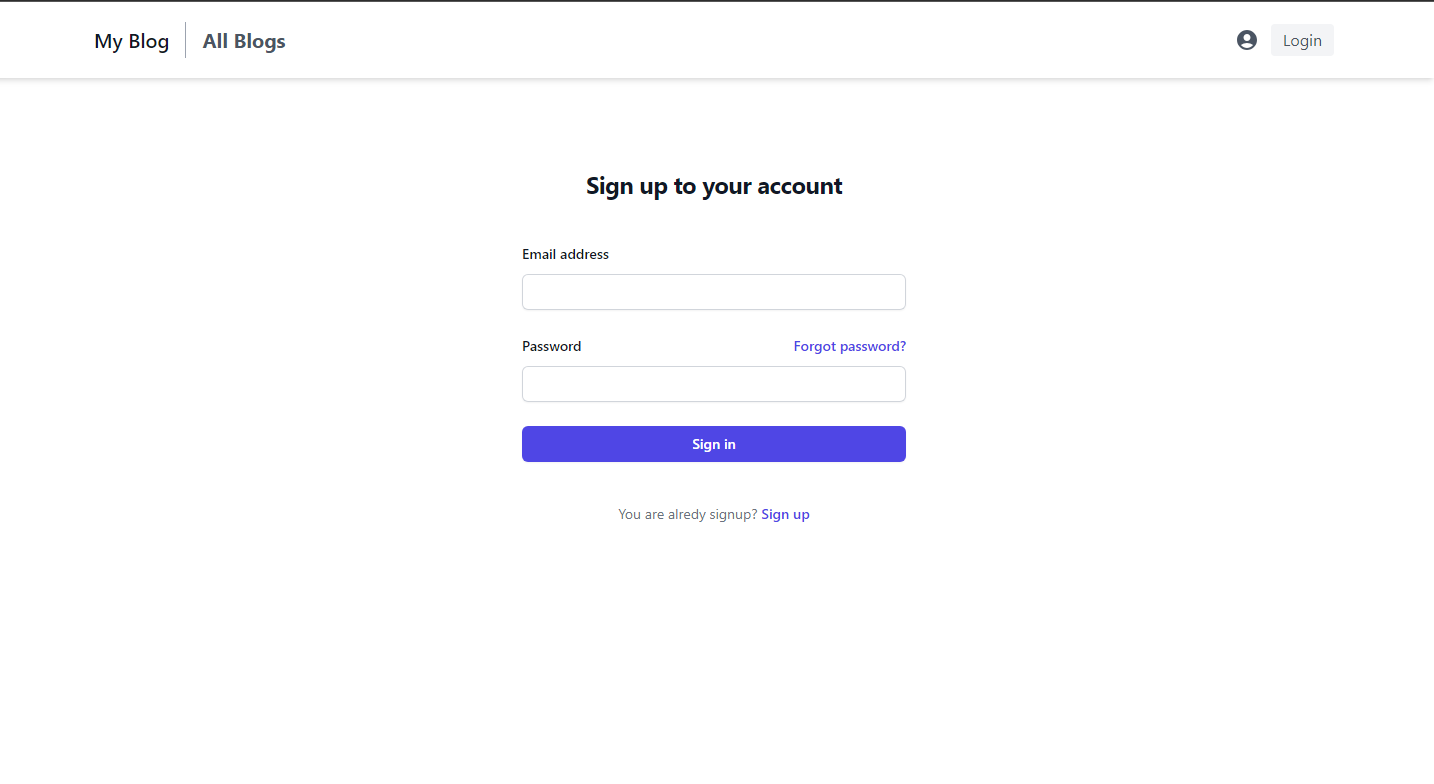 My Blog All Blogs Login
Sign up to your account
Email address
Password Forgot password?
Sign in
You are alredy signup? Sign up